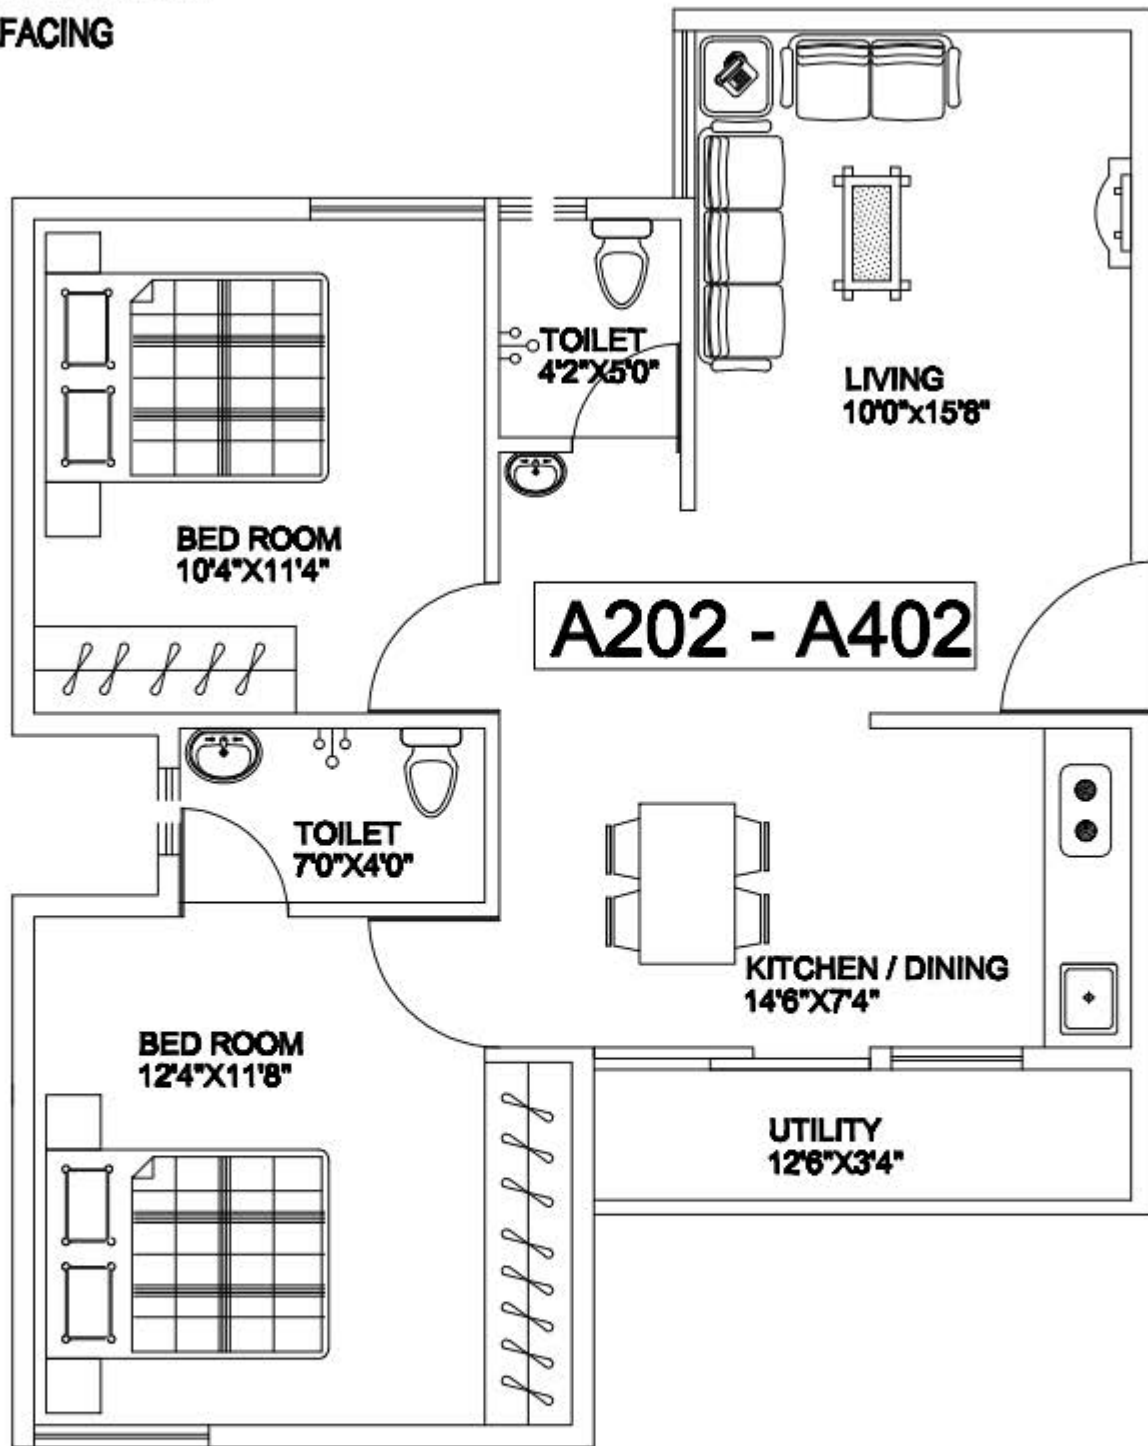 FACING
TOILET
4'2"X5'0"
LIVING
10'0"x15'8"
BED ROOM
10'4"X11'4"
A202 - A402
TOILET
7'0"X4'0"
KITCHEN / DINING
14'6"X7'4"
BED ROOM
12'4"X11'8"
UTILITY
12'6"X3'4"